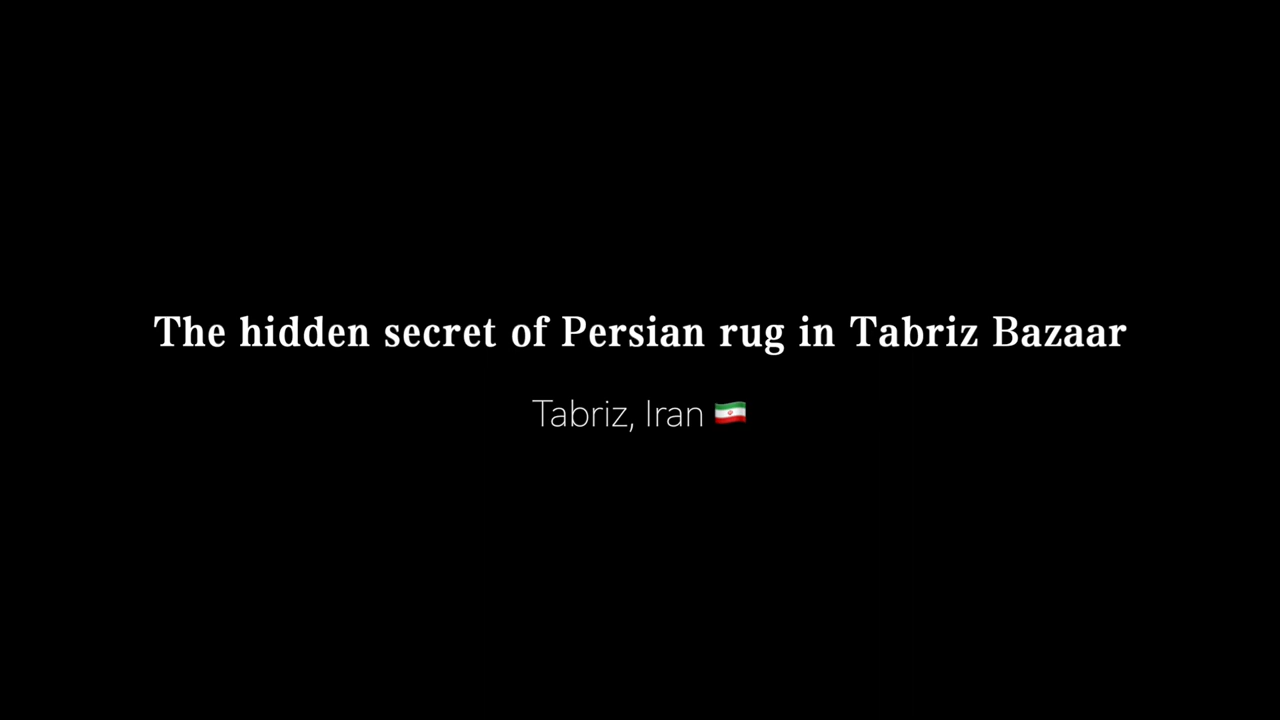 The hidden secret of Persian rug in Tabriz Bazaar
Tabriz, Iran 🇮🇷